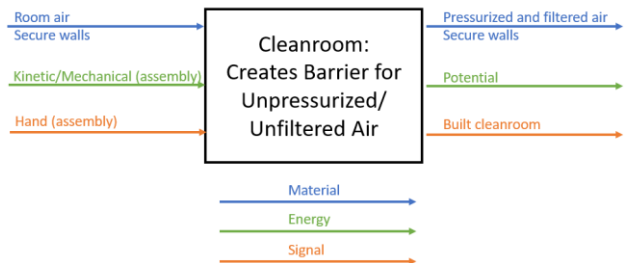 Room air
Secure walls
Kinetic/Mechanical (assembly)
Hand (assembly)
Cleanroom:
Creates Barrier for
Unpressurized/
Unfiltered Air
Pressurized and filtered air
Secure walls
Potential
Built cleanroom
Material
Energy
Signal